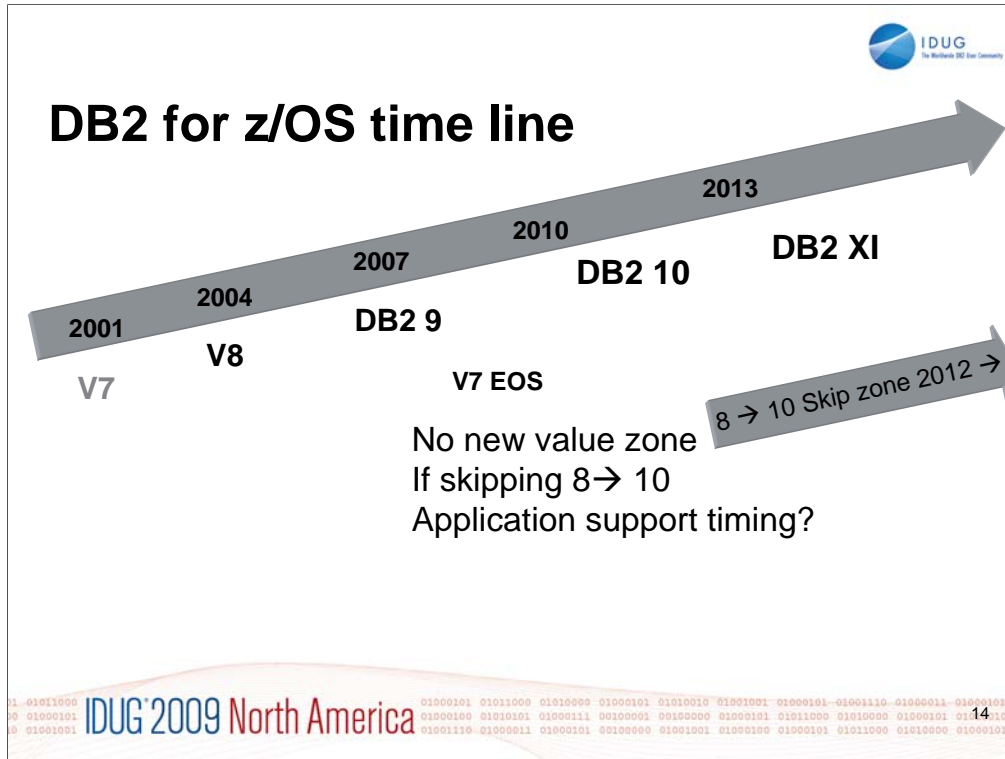 IDUG
The Worldwide DB2 User Community
DB2 for z/OS time line
2013
2010
DB2 XI
2007
DB2 10
2004
DB2 9
2001
V8
V7
V7 EOS
8 → 10 Skip zone 2012 →
No new value zone
If skipping 8→ 10
Application support timing?
IDUG 2009 North America
14